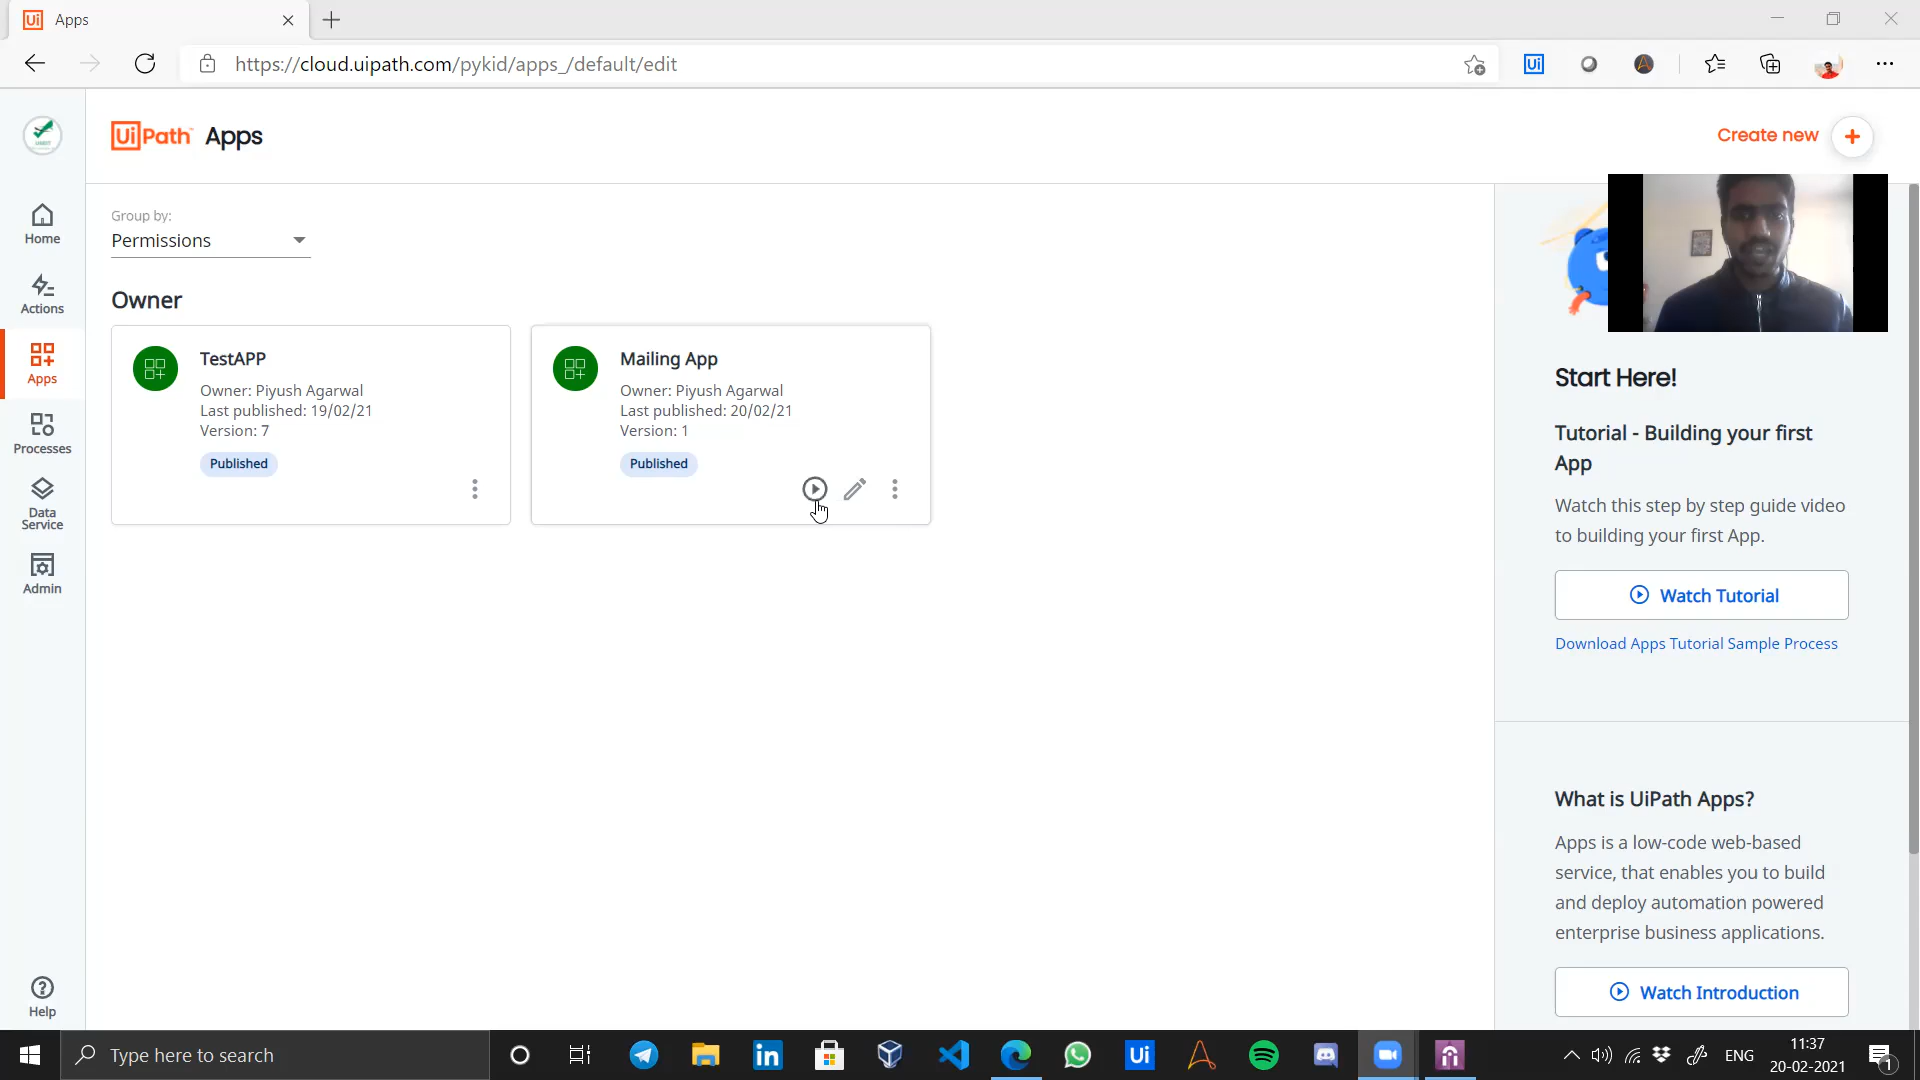 Ui Apps
https://cloud.uipath.com/pykid/apps_/default/edit
Ui
UiPath Apps
Create new
Home
Actions
Apps
Processes
Data
Service
Admin
Help
Group by:
Permissions
Owner
TestAPP
Owner: Piyush Agarwal
Last published: 19/02/21
Version: 7
Published
Mailing App
Owner: Piyush Agarwal
Last published: 20/02/21
Version: 1
Published
Start Here!
Tutorial - Building your first
App
Watch this step by step guide video
to building your first App.
Watch Tutorial
Download Apps Tutorial Sample Process
What is UiPath Apps?
Apps is a low-code web-based
service, that enables you to build
and deploy automation powered
enterprise business applications.
Watch Introduction
Type here to search
in
Ui
ENG
11:37
20-02-2021
1